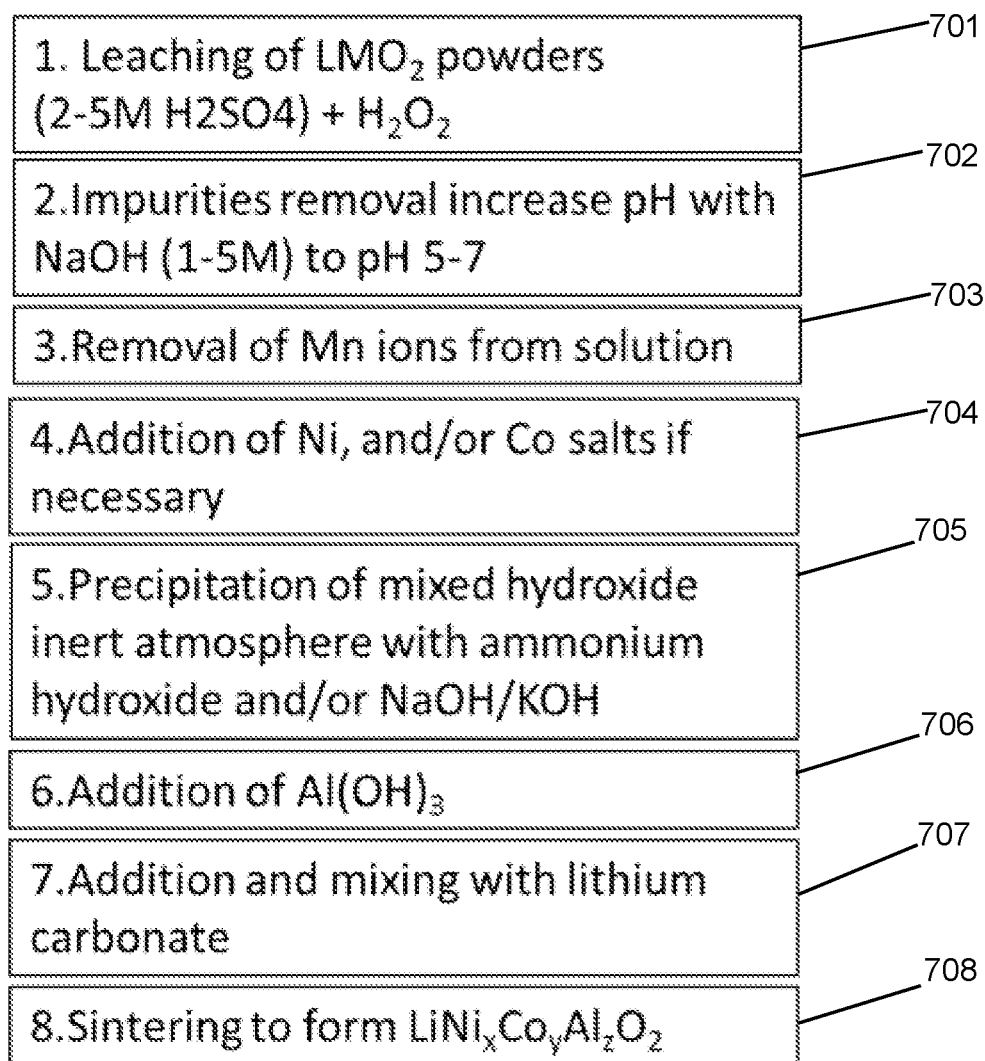 1. Leaching of LMO₂ powders
(2-5M H2SO4) + H₂O₂
701
2.Impurities removal increase pH with
NaOH (1-5M) to pH 5-7
702
3.Removal of Mn ions from solution
703
4.Addition of Ni, and/or Co salts if
necessary
704
5.Precipitation of mixed hydroxide
inert atmosphere with ammonium
hydroxide and/or NaOH/KOH
705
6.Addition of Al(OH)₃
706
7.Addition and mixing with lithium
carbonate
707
8.Sintering to form LiNiₓCoᵧAl_zO₂
708